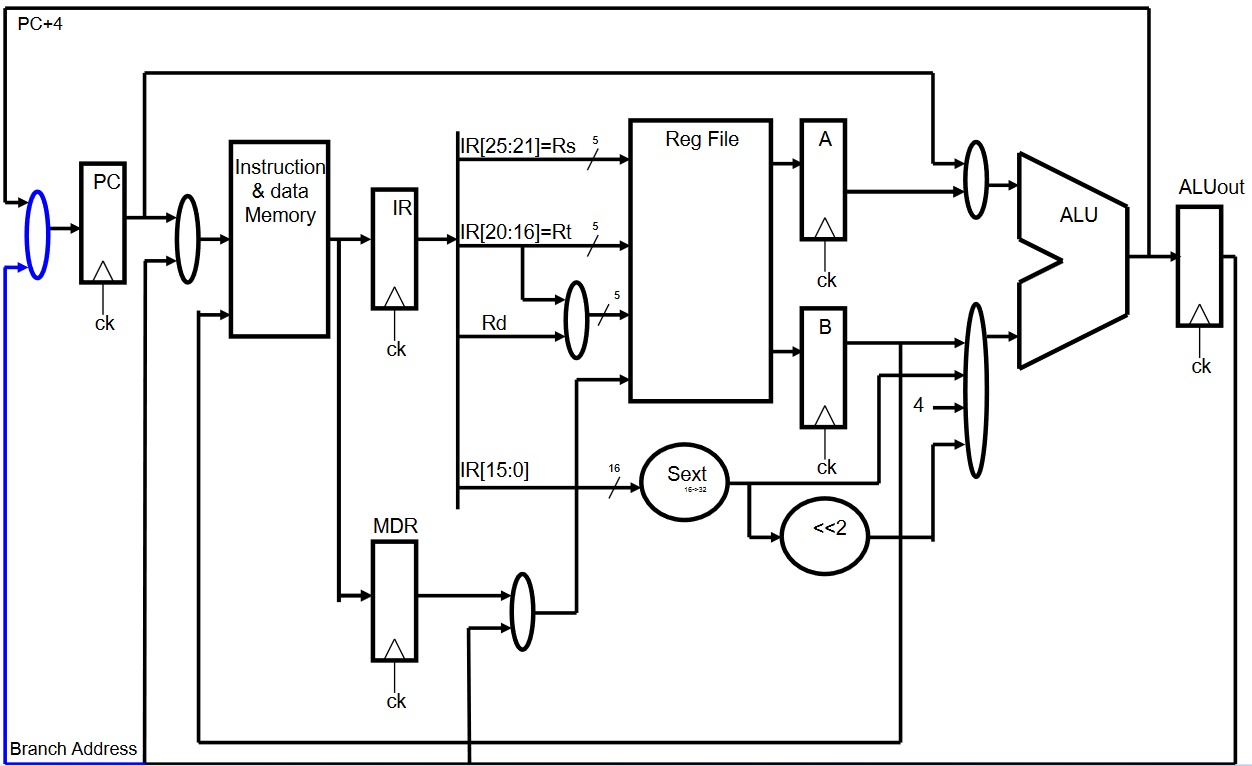 PC+4
PC
ck
Instruction
& data
Memory
IR
ck
IR[25:21]=Rs
5
IR[20:16]=Rt
5
5
Rd
IR[15:0]
16
Reg File
A
ck
B
ck
4
Sext
16->32
<<2
ALU
ALUout
ck
MDR
ck
Branch Address